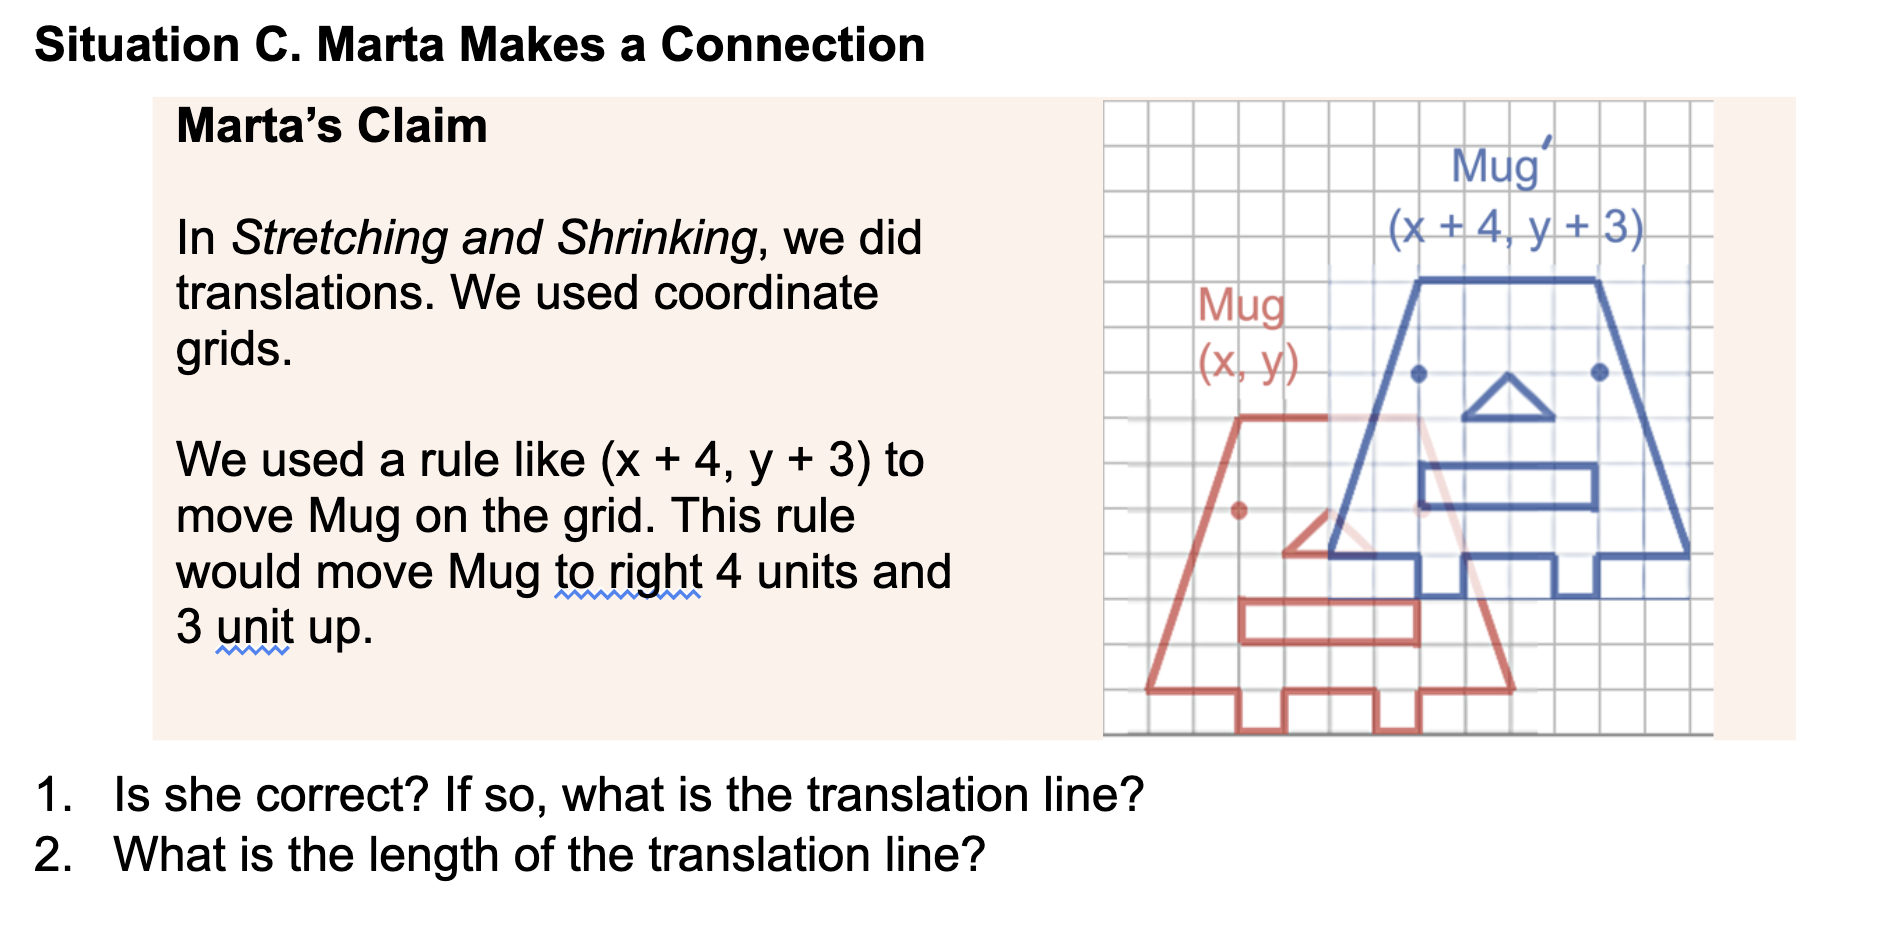 Situation C. Marta Makes a Connection
Marta’s Claim
In Stretching and Shrinking, we did
translations. We used coordinate
grids.
We used a rule like (x + 4, y + 3) to
move Mug on the grid. This rule
would move Mug to right 4 units and
3 unit up.
Mug′
(x + 4, y + 3)
Mug
(x, y)
1. Is she correct? If so, what is the translation line?
2. What is the length of the translation line?